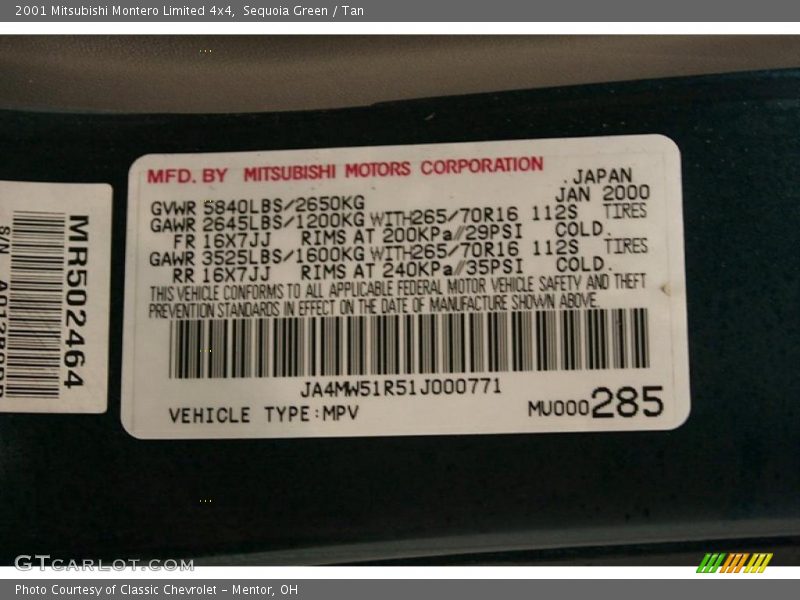 2001 Mitsubishi Montero Limited 4x4, Sequoia Green / Tan
MFD. BY MITSUBISHI MOTORS CORPORATION .JAPAN
JAN 2000
GVWR 5840LBS/2650KG
GAWR 2645LBS/1200KG WITH265/70R16 112S TIRES
FR 16X7JJ RIMS AT 200KPa//29PSI COLD.
GAWR 3525LBS/1600KG WITH265/70R16 112S TIRES
RR 16X7JJ RIMS AT 240KPa//35PSI COLD.
THIS VEHICLE CONFORMS TO ALL APPLICABLE FEDERAL MOTOR VEHICLE SAFETY AND THEFT
PREVENTION STANDARDS IN EFFECT ON THE DATE OF MANUFACTURE SHOWN ABOVE.
JA4MW51R51J000771
VEHICLE TYPE:MPV MU000285
MR502464
S/N
GTcarlot.com
Photo Courtesy of Classic Chevrolet - Mentor, OH